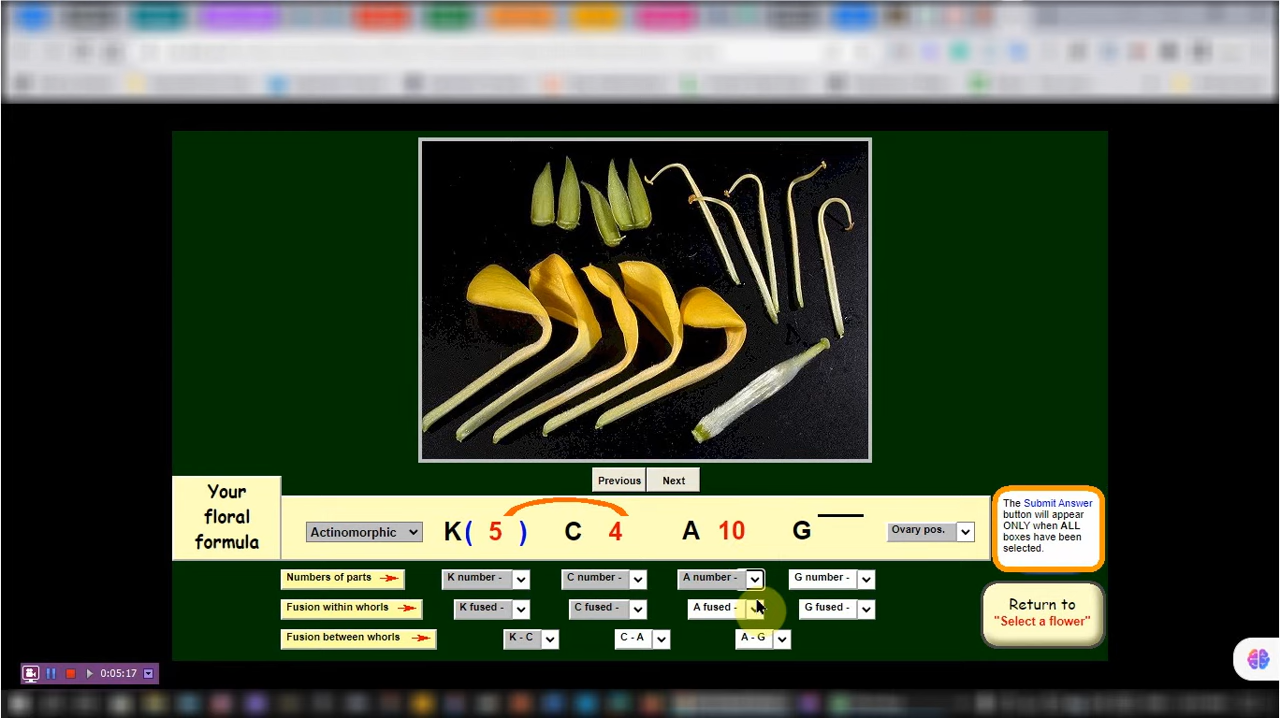 Previous Next
Your
floral
formula
Actinomorphic K( 5 ) C 4 A 10 G Ovary pos.
The Submit Answer
button will appear
ONLY when ALL
boxes have been
selected.
Numbers of parts K number - C number - A number - G number -
Fusion within whorls K fused - C fused - A fused - G fused -
Fusion between whorls K - C C - A A - G
Return to
"Select a flower"
0:05:17